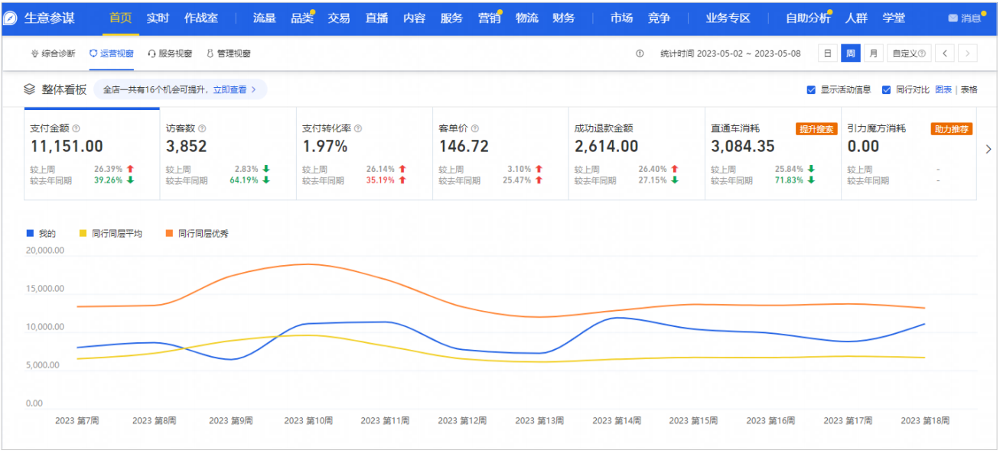 生意参谋 首页 实时 作战室 流量 品类 交易 直播 内容 服务 营销 物流 财务 市场 竞争 业务专区 自助分析 人群 学堂 消息
综合诊断 运营视窗 服务视窗 管理视窗 统计时间 2023-05-02 ~ 2023-05-08 日 周 月 自定义
整体看板 全店一共有16个机会可提升，立即查看 > 显示活动信息 同行对比 图表 | 表格
支付金额 访客数 支付转化率 客单价 成功退款金额 直通车消耗 提升搜索 引力魔方消耗 助力推荐
11,151.00 3,852 1.97% 146.72 2,614.00 3,084.35 0.00
较上周 26.39% 较上周 2.83% 较上周 26.14% 较上周 3.10% 较上周 26.40% 较上周 25.84% 较上周 -
较去年同期 39.26% 较去年同期 64.19% 较去年同期 35.19% 较去年同期 25.47% 较去年同期 27.15% 较去年同期 71.83% 较去年同期 -
我的 同行同层平均 同行同层优秀
20,000.00
15,000.00
10,000.00
5,000.00
0.00
2023 第7周 2023 第8周 2023 第9周 2023 第10周 2023 第11周 2023 第12周 2023 第13周 2023 第14周 2023 第15周 2023 第16周 2023 第17周 2023 第18周